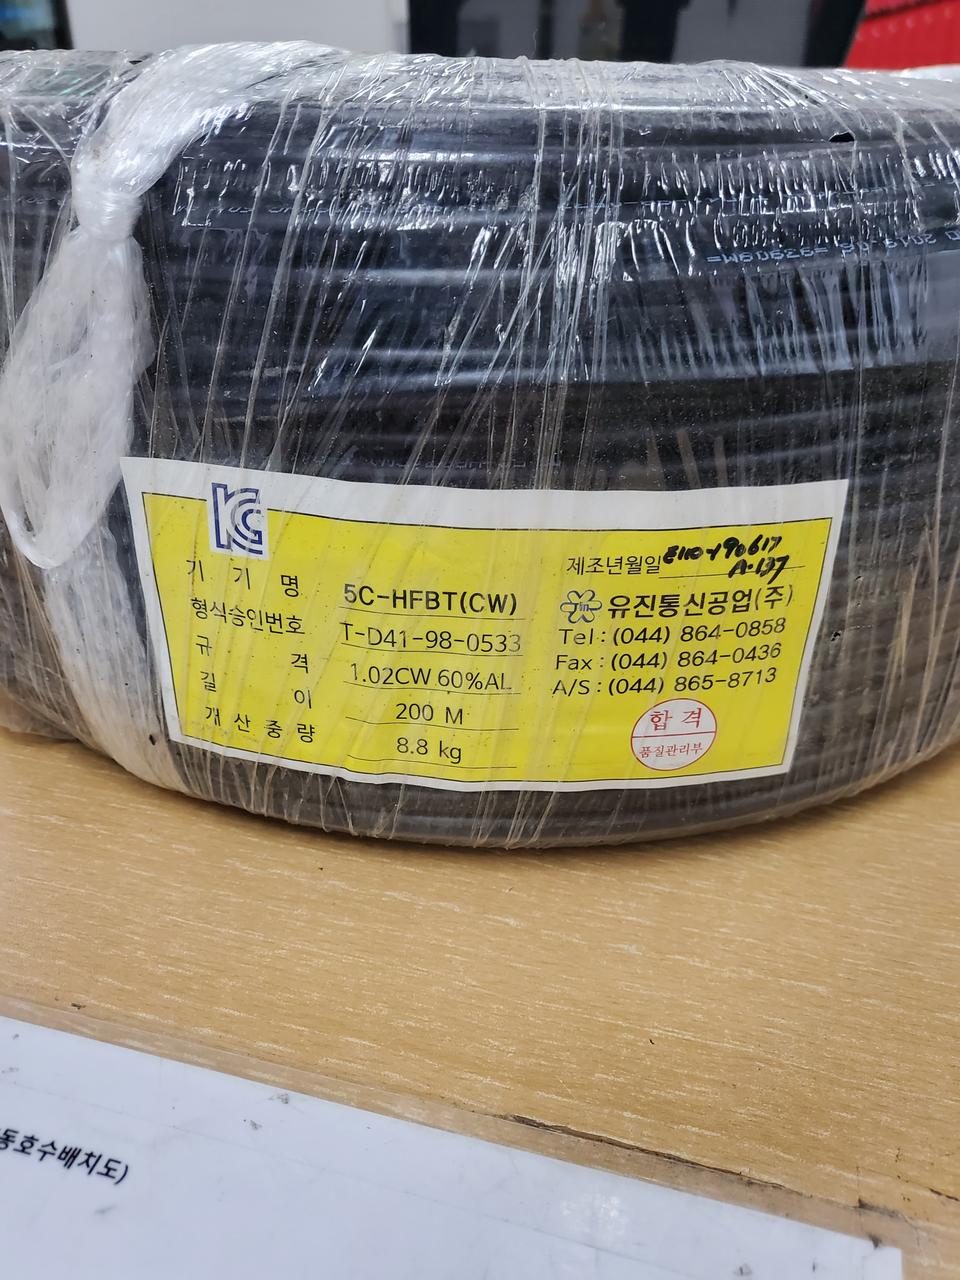 KC
기 기 명 5C-HFBT(CW)
형식승인번호 T-D41-98-0533
규 격 1.02CW 60%AL
길 이 200 M
개 산 중 량 8.8 kg
제조년월일
A-137
유진통신공업(주)
Tel : (044) 864-0858
Fax : (044) 864-0436
A/S : (044) 865-8713
합 격
품질관리부
동호수배치도)